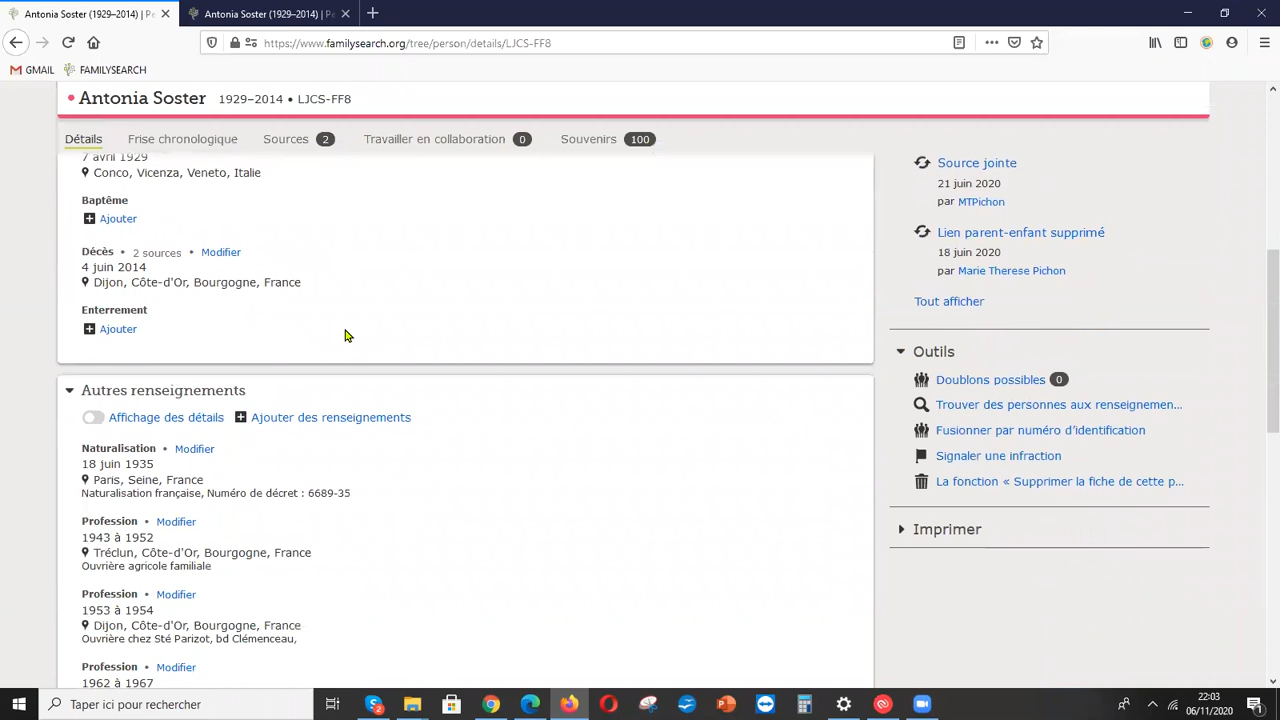 Antonia Soster (1929–2014) | Pe
Antonia Soster (1929–2014) | Pe
https://www.familysearch.org/tree/person/details/LJCS-FF8
GMAIL
FAMILYSEARCH
Antonia Soster 1929–2014 • LJCS-FF8
Détails
Frise chronologique
Sources 2
Travailler en collaboration 0
Souvenirs 100
7 avril 1929
Conco, Vicenza, Veneto, Italie
Baptême
Ajouter
Décès • 2 sources • Modifier
4 juin 2014
Dijon, Côte-d'Or, Bourgogne, France
Enterrement
Ajouter
Autres renseignements
Affichage des détails
Ajouter des renseignements
Naturalisation • Modifier
18 juin 1935
Paris, Seine, France
Naturalisation française, Numéro de décret : 6689-35
Profession • Modifier
1943 à 1952
Tréclun, Côte-d'Or, Bourgogne, France
Ouvrière agricole familiale
Profession • Modifier
1953 à 1954
Dijon, Côte-d'Or, Bourgogne, France
Ouvrière chez Sté Parizot, bd Clémenceau,
Profession • Modifier
1962 à 1967
Source jointe
21 juin 2020
par MTPichon
Lien parent-enfant supprimé
18 juin 2020
par Marie Therese Pichon
Tout afficher
Outils
Doublons possibles 0
Trouver des personnes aux renseignemen...
Fusionner par numéro d'identification
Signaler une infraction
La fonction « Supprimer la fiche de cette p...
Imprimer
Taper ici pour rechercher
22:03
06/11/2020